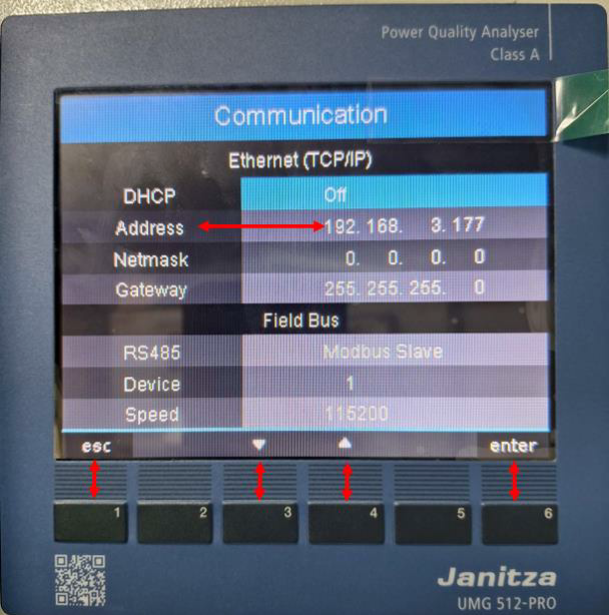 Power Quality Analyser
Class A
Communication
Ethernet (TCP/IP)
DHCP Off
Address 192. 168. 3. 177
Netmask 0. 0. 0. 0
Gateway 255. 255. 255. 0
Field Bus
RS485 Modbus Slave
Device 1
Speed 115200
esc ▼ ▲ enter
1 2 3 4 5 6
Janitza
UMG 512-PRO